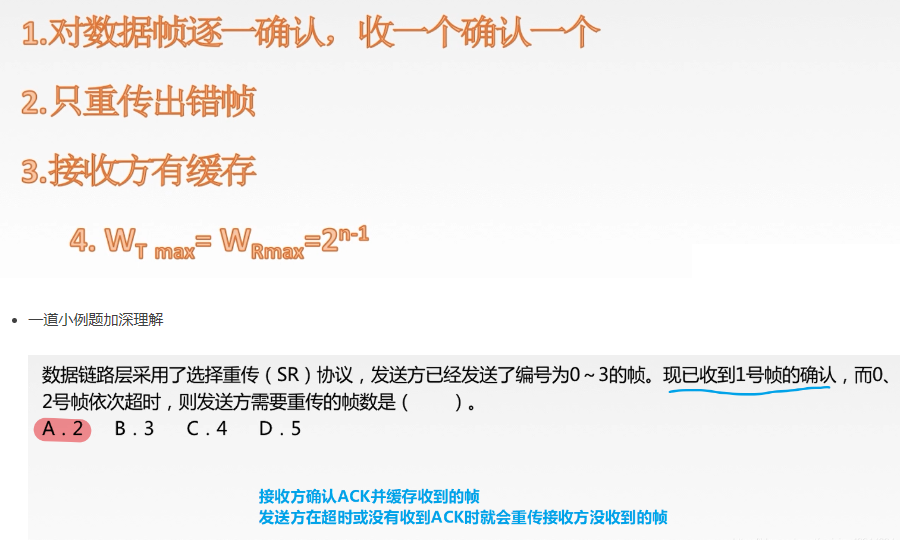 1.对数据帧逐一确认，收一个确认一个
2.只重传出错帧
3.接收方有缓存
4. WT max= WRmax=2n-1
• 一道小例题加深理解
数据链路层采用了选择重传（SR）协议，发送方已经发送了编号为0～3的帧。现已收到1号帧的确认，而0、
2号帧依次超时，则发送方需要重传的帧数是（　　）。
A．2　B．3　C．4　D．5
接收方确认ACK并缓存收到的帧
发送方在超时或没有收到ACK时就会重传接收方没收到的帧